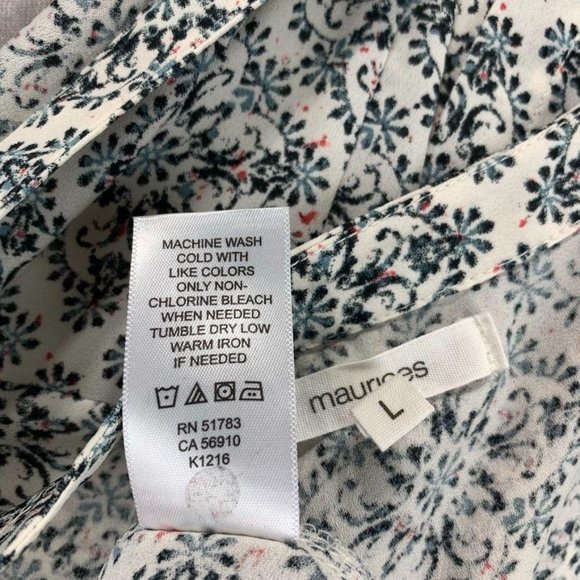 MACHINE WASH
COLD WITH
LIKE COLORS
ONLY NON-
CHLORINE BLEACH
WHEN NEEDED
TUMBLE DRY LOW
WARM IRON
IF NEEDED
RN 51783
CA 56910
K1216
maurices
L